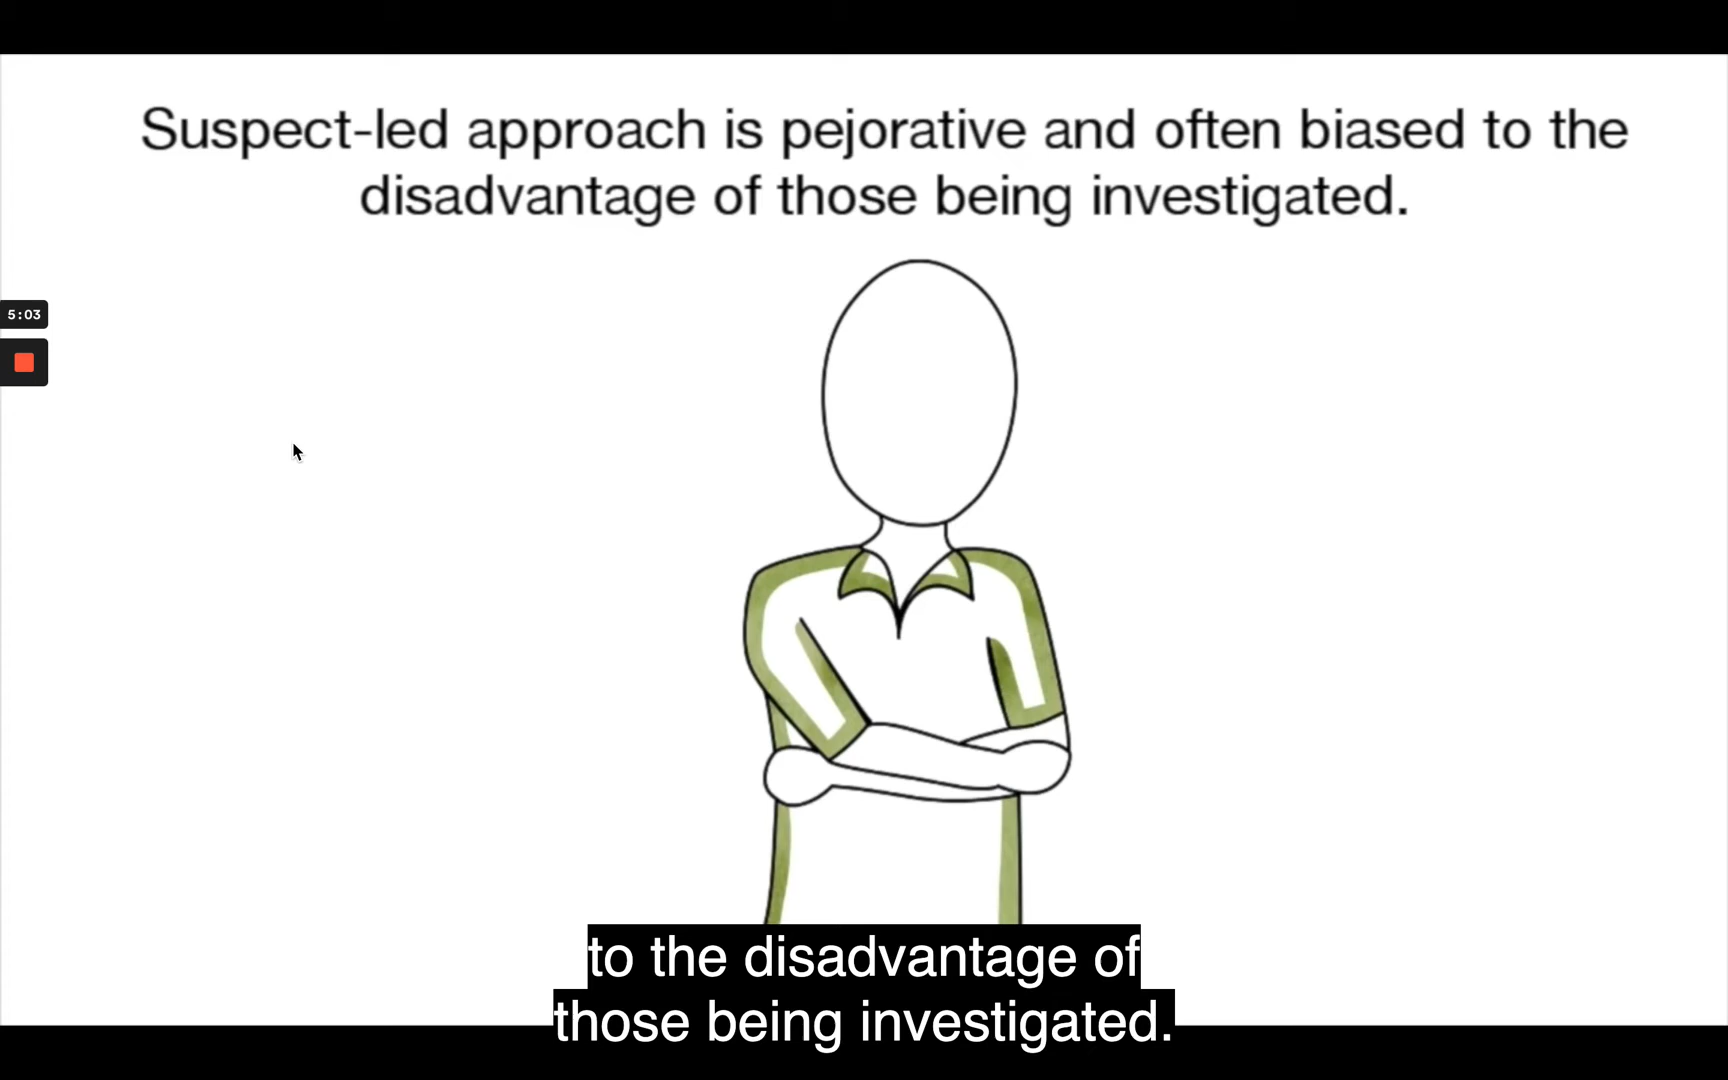 Suspect-led approach is pejorative and often biased to the
disadvantage of those being investigated.
5:03
to the disadvantage of
those being investigated.